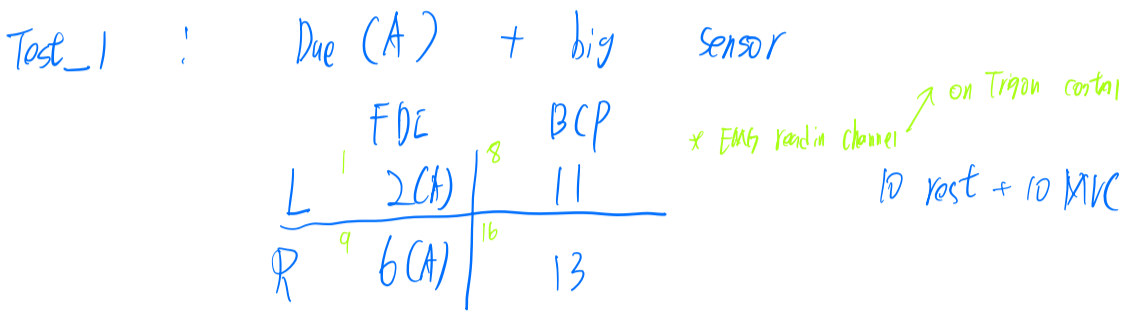 Test_1 : Due (A) + big sensor
FDE BCP
* EMG readin channel ↗ on Trigon control
L 1 2(A) 8 11
10 rest + 10 MVC
R 9 6(A) 16 13